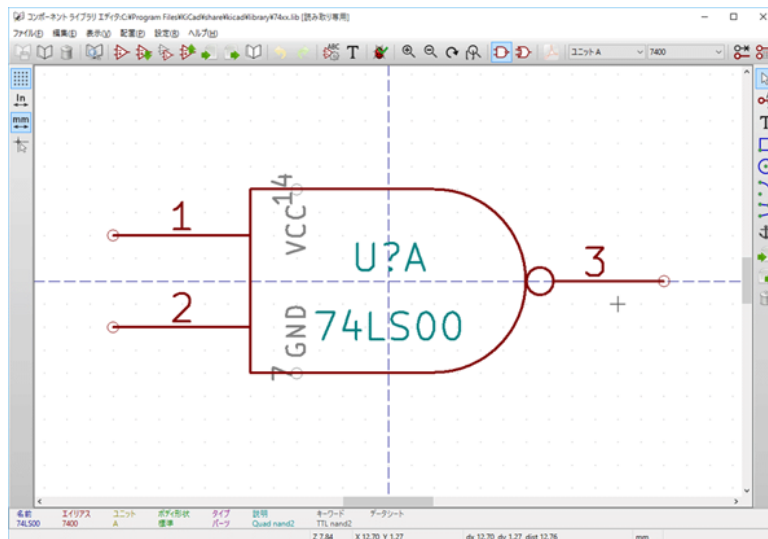 コンポーネント ライブラリ エディタ:C:¥Program Files¥KiCad¥share¥kicad¥library¥74xx.lib [読み取り専用]
ファイル(F) 編集(E) 表示(V) 配置(P) 設定(R) ヘルプ(H)
ABC T ユニット A 7400
In
mm
T
14
VCC
1
U?A
3
2
GND
74LS00
7
名前 エイリアス ユニット ボディ形状 タイプ 説明 キーワード データシート
74LS00 7400 A 標準 パーツ Quad nand2 TTL nand2
Z 7.84 X 12.70 Y 1.27 dx 12.70 dy 1.27 dist 12.76 mm